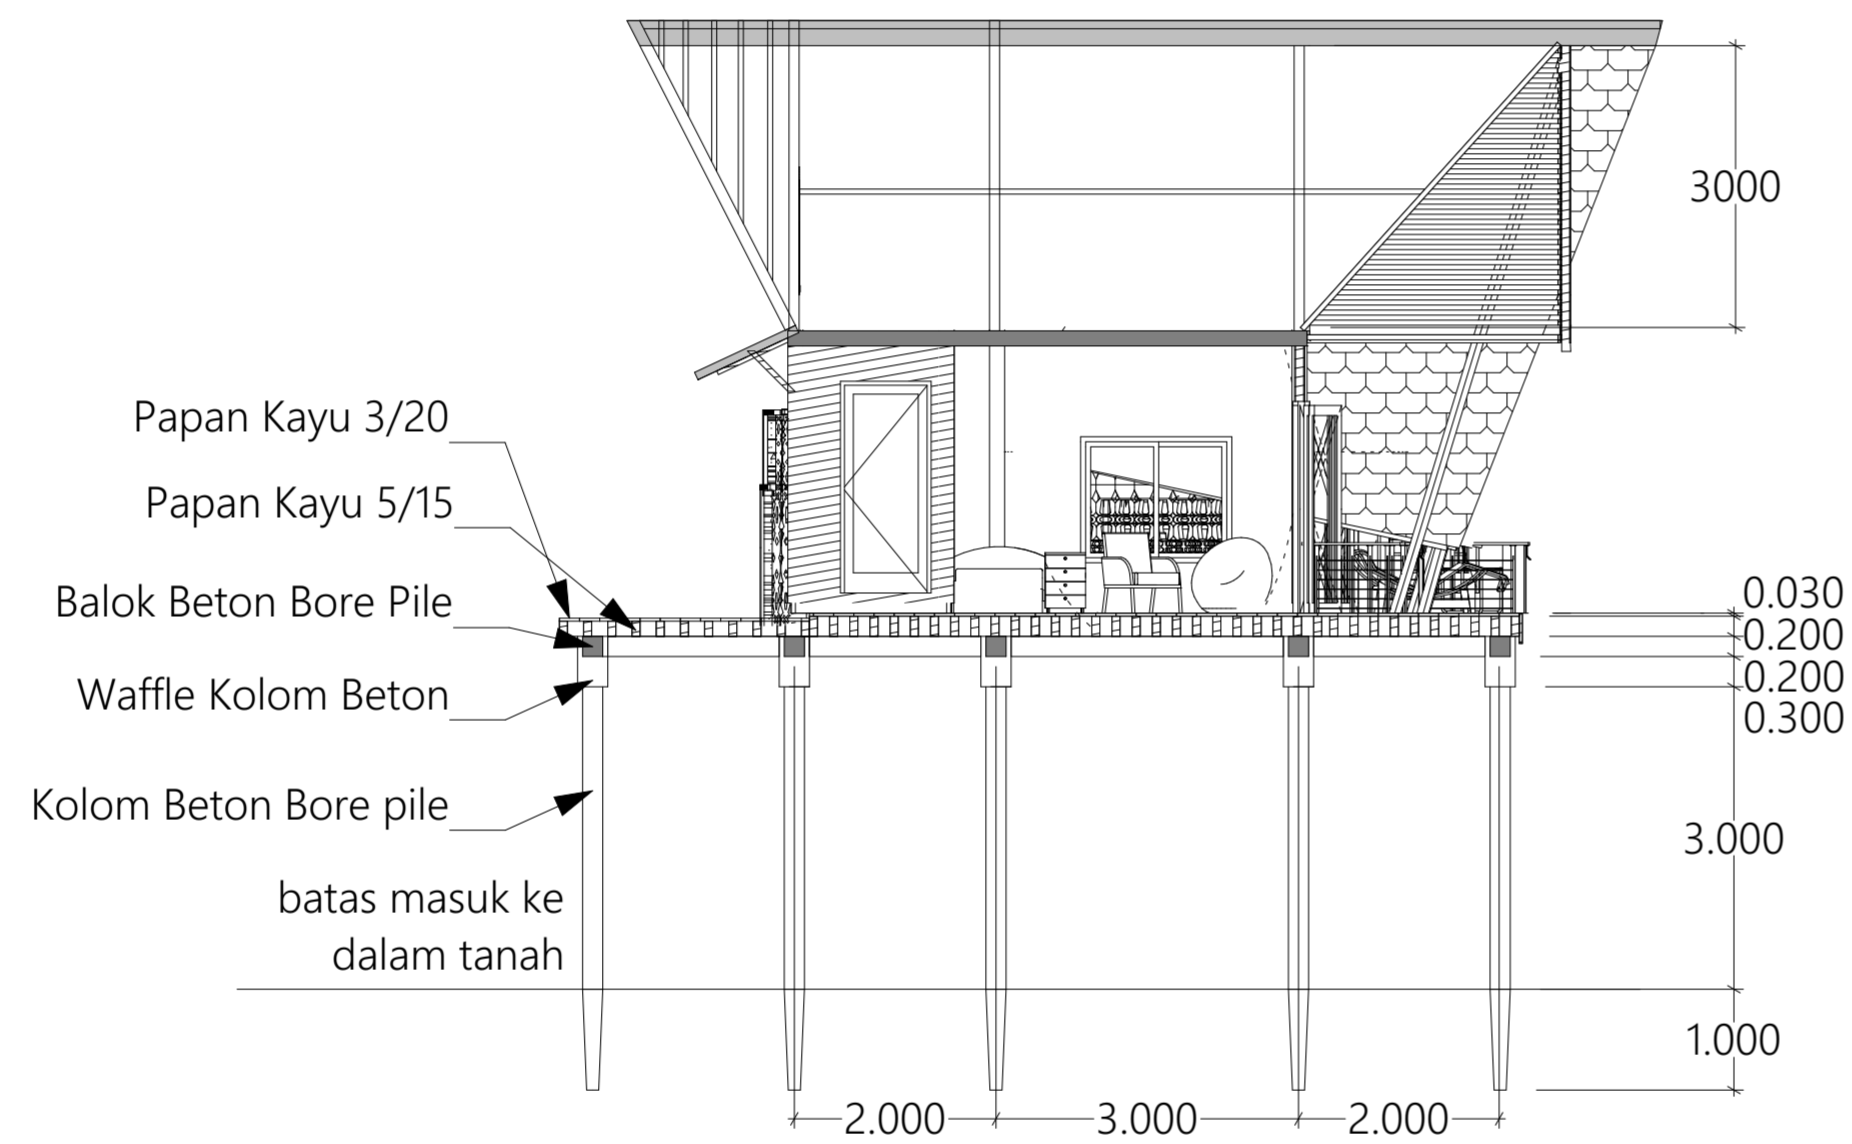 3000
Papan Kayu 3/20
Papan Kayu 5/15
Balok Beton Bore Pile
Waffle Kolom Beton
Kolom Beton Bore pile
batas masuk ke
dalam tanah
0.030
0.200
0.200
0.300
3.000
1.000
2.000
3.000
2.000